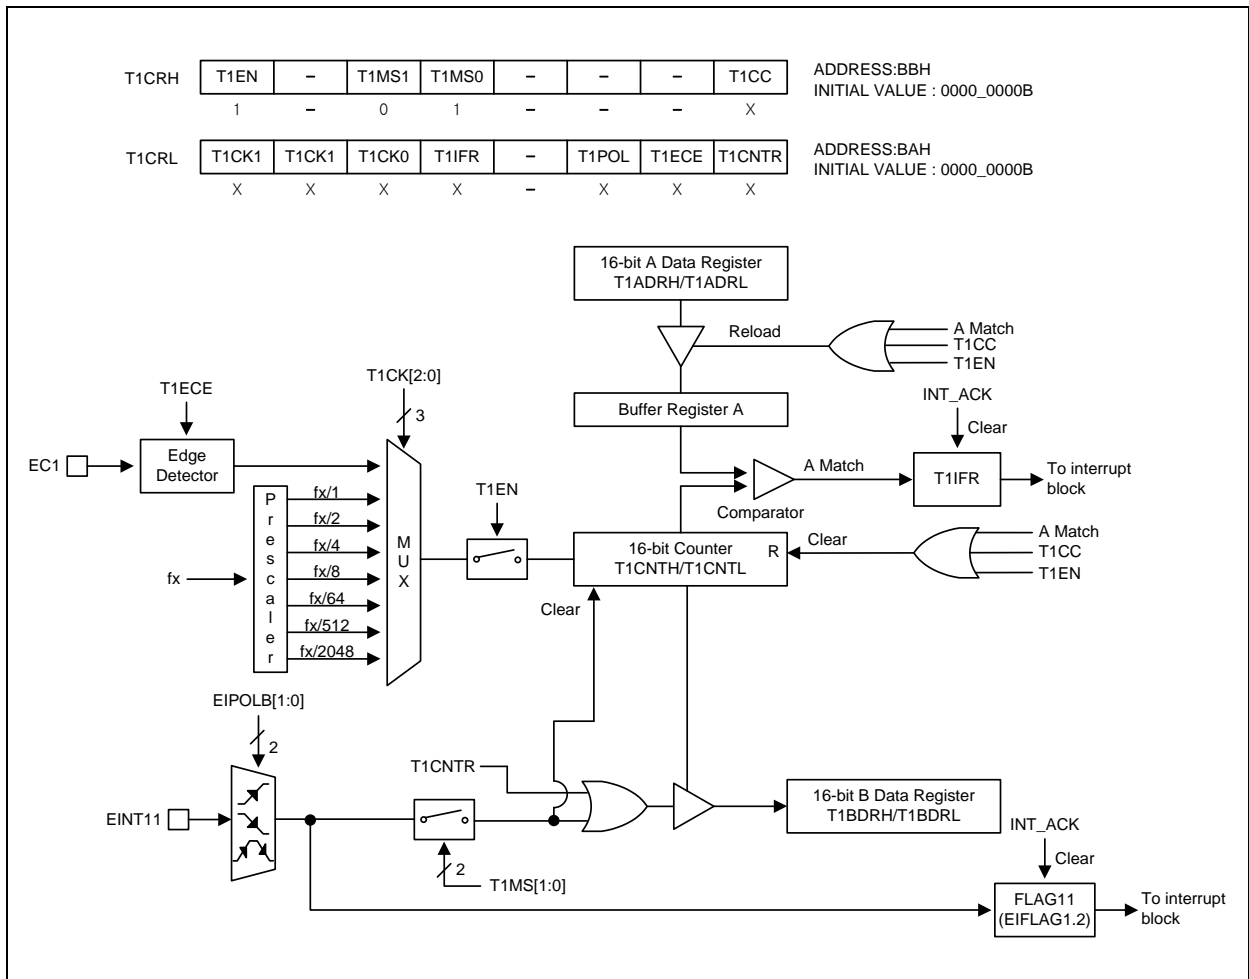 T1CRH T1EN – T1MS1 T1MS0 – – – T1CC ADDRESS:BBH
INITIAL VALUE : 0000_0000B
1 – 0 1 – – – X
T1CRL T1CK1 T1CK1 T1CK0 T1IFR – T1POL T1ECE T1CNTR ADDRESS:BAH
INITIAL VALUE : 0000_0000B
X X X X – X X X
16-bit A Data Register
T1ADRH/T1ADRL
Reload
A Match
T1CC
T1EN
Buffer Register A
INT_ACK
Clear
T1CK[2:0]
3
T1ECE
EC1
Edge
Detector
A Match
Comparator
T1IFR
To interrupt
block
Prescaler
fx
fx/1
fx/2
fx/4
fx/8
fx/64
fx/512
fx/2048
MUX
T1EN
16-bit Counter
T1CNTH/T1CNTL
R
Clear
A Match
T1CC
T1EN
Clear
EIPOLB[1:0]
2
EINT11
T1CNTR
2
T1MS[1:0]
16-bit B Data Register
T1BDRH/T1BDRL
INT_ACK
Clear
FLAG11
(EIFLAG1.2)
To interrupt
block